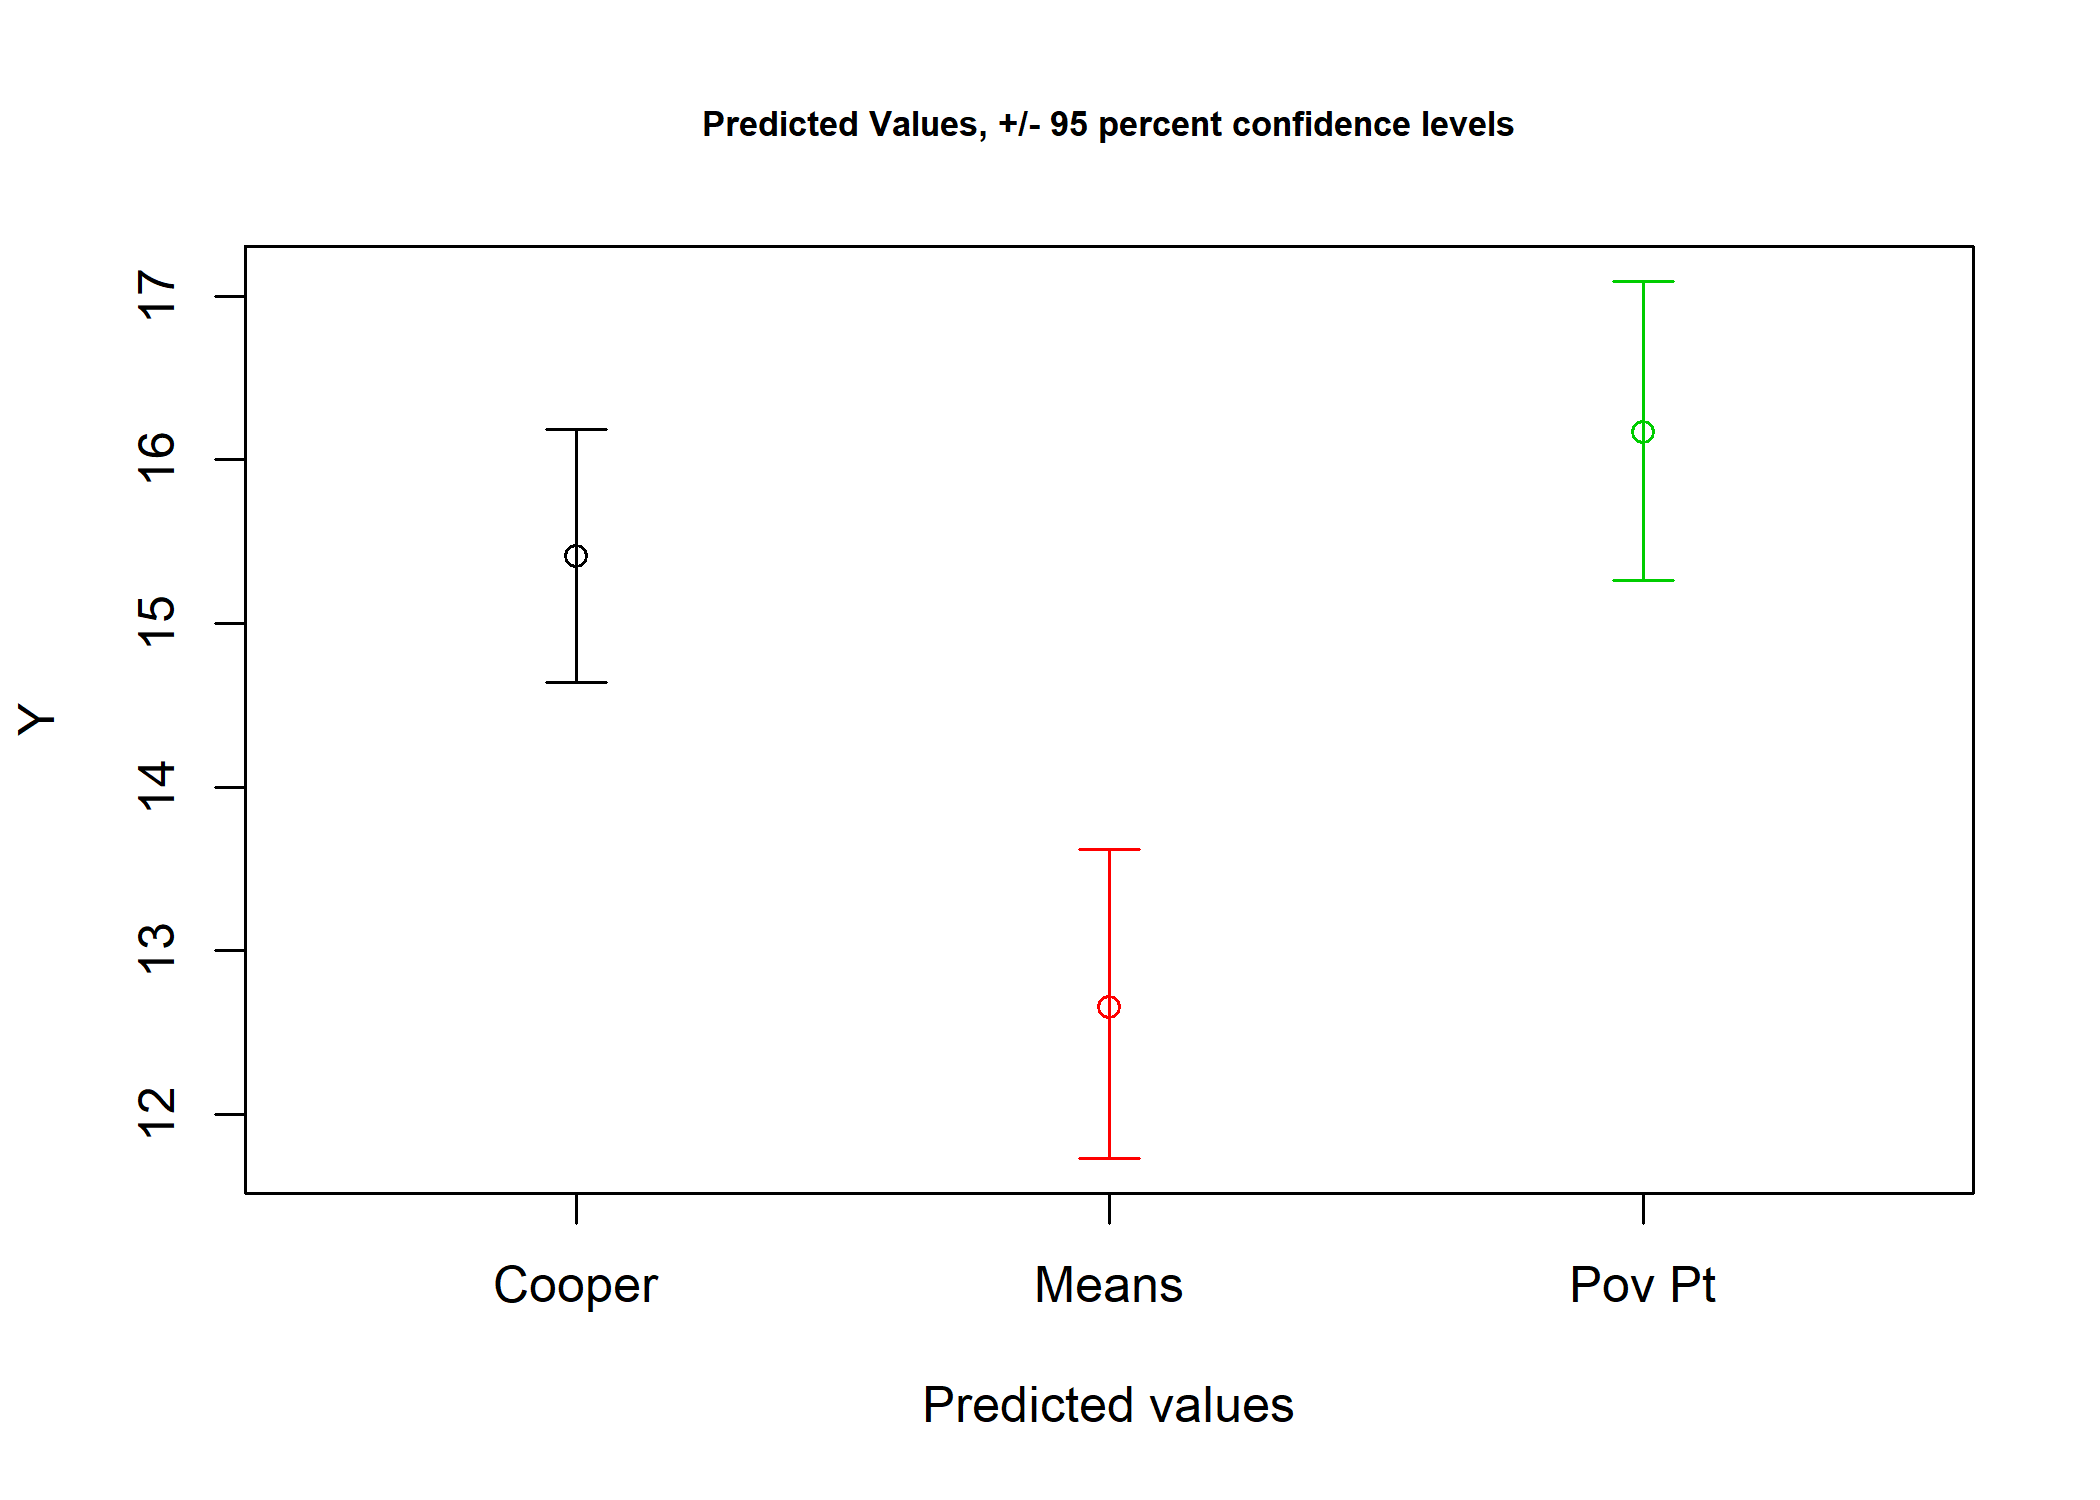 Predicted Values, +/- 95 percent confidence levels
17
16
15
14
13
12
Y
Cooper Means Pov Pt
Predicted values